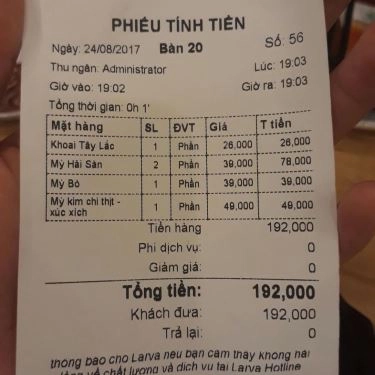 PHIẾU TÍNH TIỀN
Ngày: 24/08/2017 Bàn 20 Số: 56
Thu ngân: Administrator Lúc: 19:03
Giờ vào: 19:02 Giờ ra: 19:03
Tổng thời gian: 0h 1'
Mặt hàng SL ĐVT Giá T tiền
Khoai Tây Lắc 1 Phần 26,000 26,000
Mỳ Hải Sản 2 Phần 39,000 78,000
Mỳ Bò 1 Phần 39,000 39,000
Mỳ kim chi thịt - 1 Phần 49,000 49,000
xúc xích
Tiền hàng 192,000
Phí dịch vụ: 0
Giảm giá: 0
Tổng tiền: 192,000
Khách đưa: 192,000
Trả lại: 0
thông báo cho Larva nếu bạn cảm thấy không hài
lòng về chất lượng và dịch vụ tại Larva Hotline